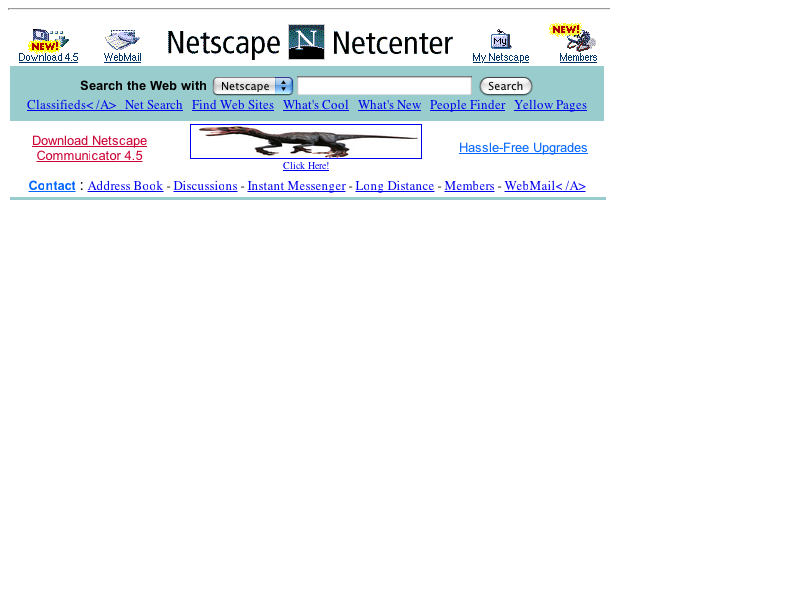 NEW! Download 4.5 WebMail Netscape N Netcenter My My Netscape NEW! Members
Search the Web with Netscape Search
Classifieds< /A> Net Search Find Web Sites What's Cool What's New People Finder Yellow Pages
Download Netscape
Communicator 4.5
Click Here!
Hassle-Free Upgrades
Contact : Address Book - Discussions - Instant Messenger - Long Distance - Members - WebMail< /A>